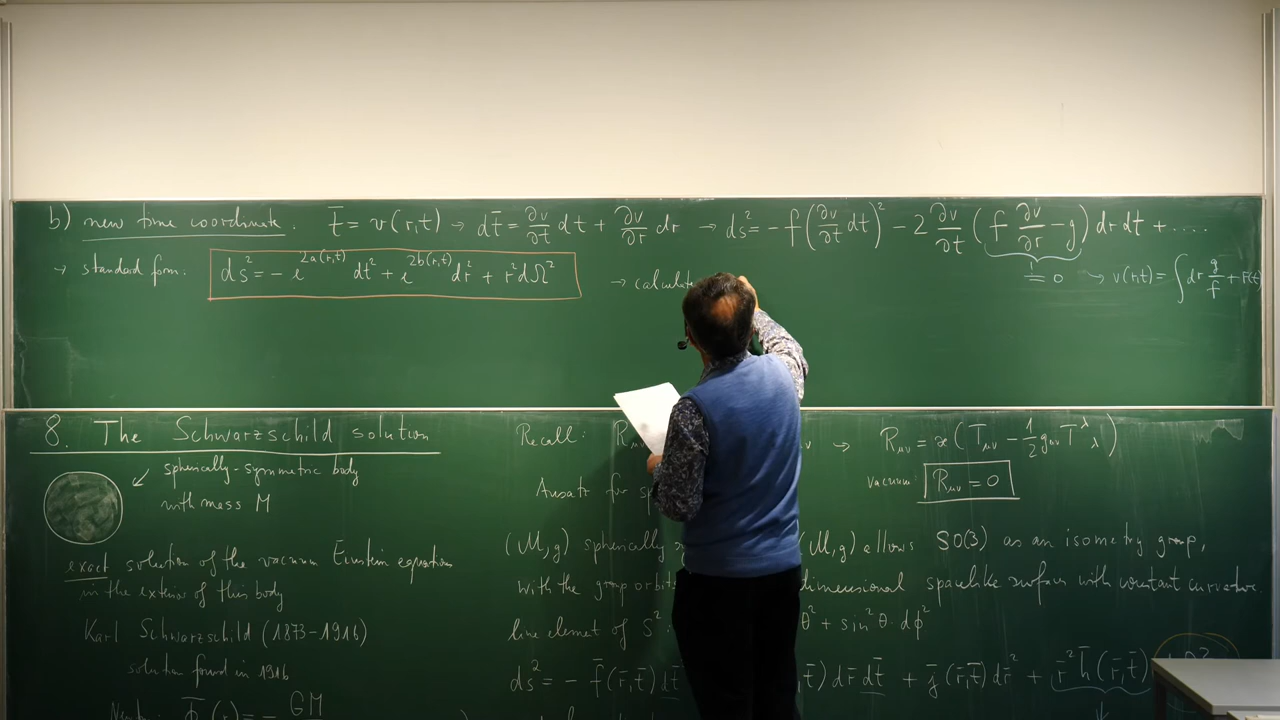 b) new time coordinate. t̄ = v(r,t) → dt̄ = ∂v/∂t dt + ∂v/∂r dr → ds² = -f(∂v/∂t dt)² - 2 ∂v/∂t (f ∂v/∂r - g) dr dt + ....
! = 0 → v(r,t) = ∫ dr g/f + F(t)
→ standard form: ds² = -e^{2a(r,t)} dt² + e^{2b(r,t)} dr² + r² dΩ² → calculate
8. The Schwarzschild solution
spherically-symmetric body
with mass M
exact solution of the vacuum Einstein equations
in the exterior of this body
Karl Schwarzschild (1873-1916)
solution found in 1916
Φ̄(r) = - GM
Recall: → R_μν = ϰ(T_μν - 1/2 g_μν T^λ_λ)
vacuum: R_μν = 0
Ansatz for
(M,g) spherically (M,g) allows SO(3) as an isometry group,
with the group dimensional spacelike surface with constant curvature.
line element of S²: θ² + sin²θ · dϕ²
ds² = - f̄(r̄,t̄) dt̄ ,t̄) dr̄ dt̄ + j̄(r̄,t̄) dr̄² + r̄² h̄(r̄,t̄)